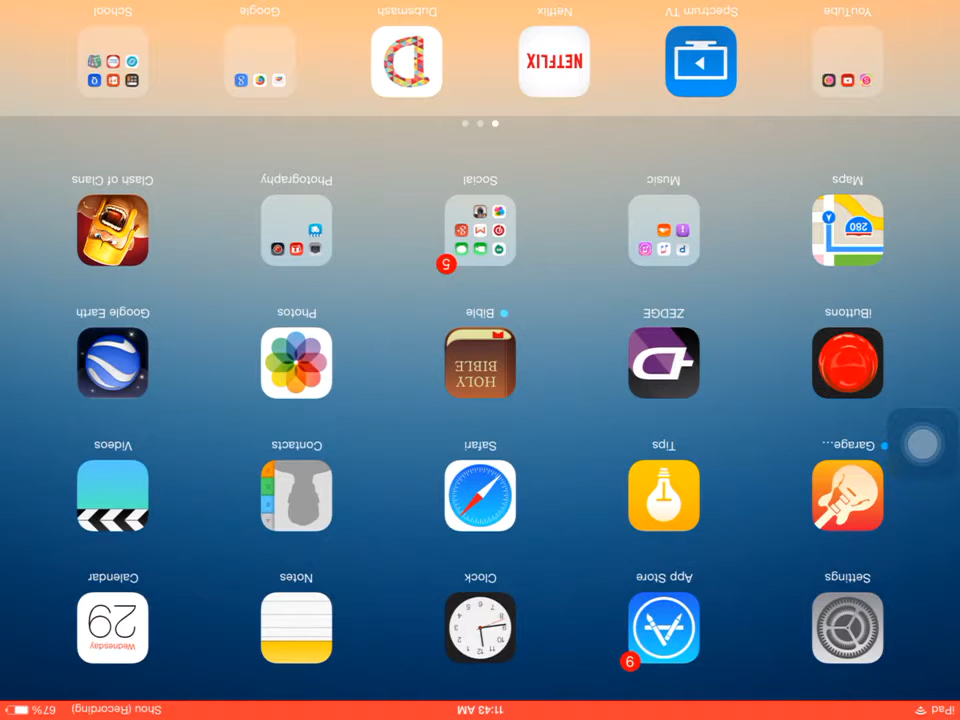 iPad 11:43 AM Shou (Recording) 67%
6
Wednesday
29
Settings App Store Clock Notes Calendar
Garage... Tips Safari Contacts Videos
HOLY
BIBLE
iButtons ZEDGE Bible Photos Google Earth
280
5
Maps Music Social Photography Clash of Clans
NETFLIX
YouTube Spectrum TV Netflix Dubsmash Google School